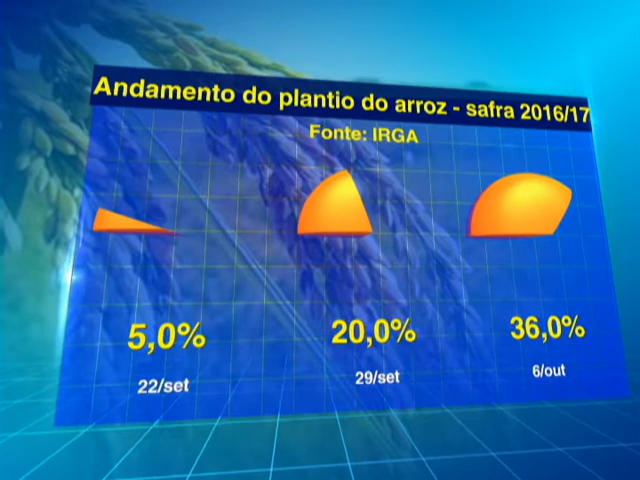 Andamento do plantio do arroz - safra 2016/17
Fonte: IRGA
5,0% 20,0% 36,0%
22/set 29/set 6/out